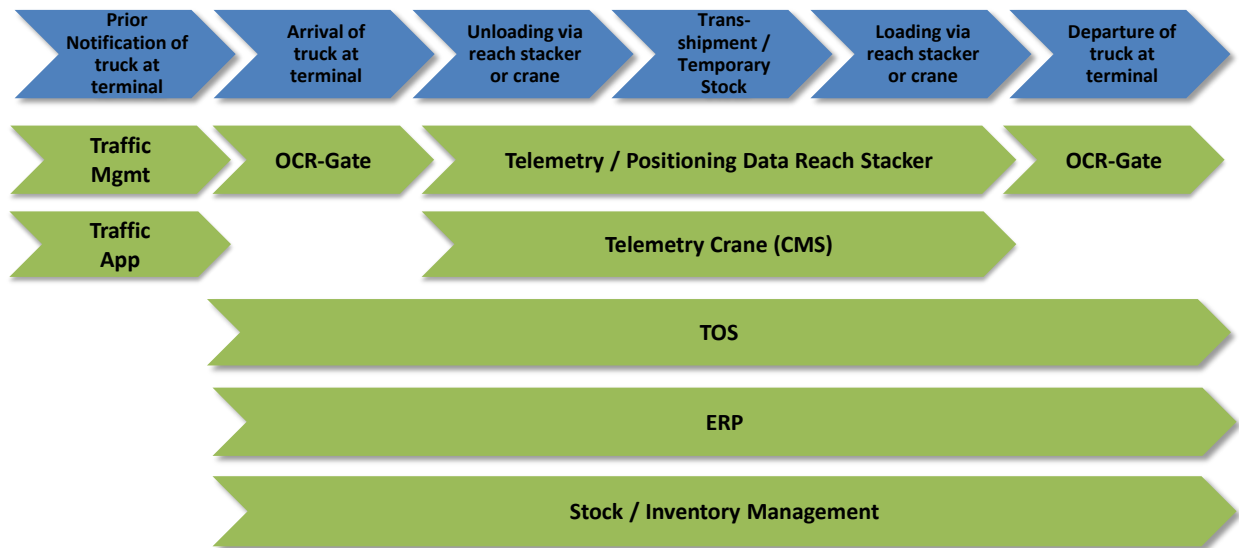 Prior
Notification of
truck at
terminal
Arrival of
truck at
terminal
Unloading via
reach stacker
or crane
Trans-
shipment /
Temporary
Stock
Loading via
reach stacker
or crane
Departure of
truck at
terminal
Traffic
Mgmt
OCR-Gate
Telemetry / Positioning Data Reach Stacker
OCR-Gate
Traffic
App
Telemetry Crane (CMS)
TOS
ERP
Stock / Inventory Management